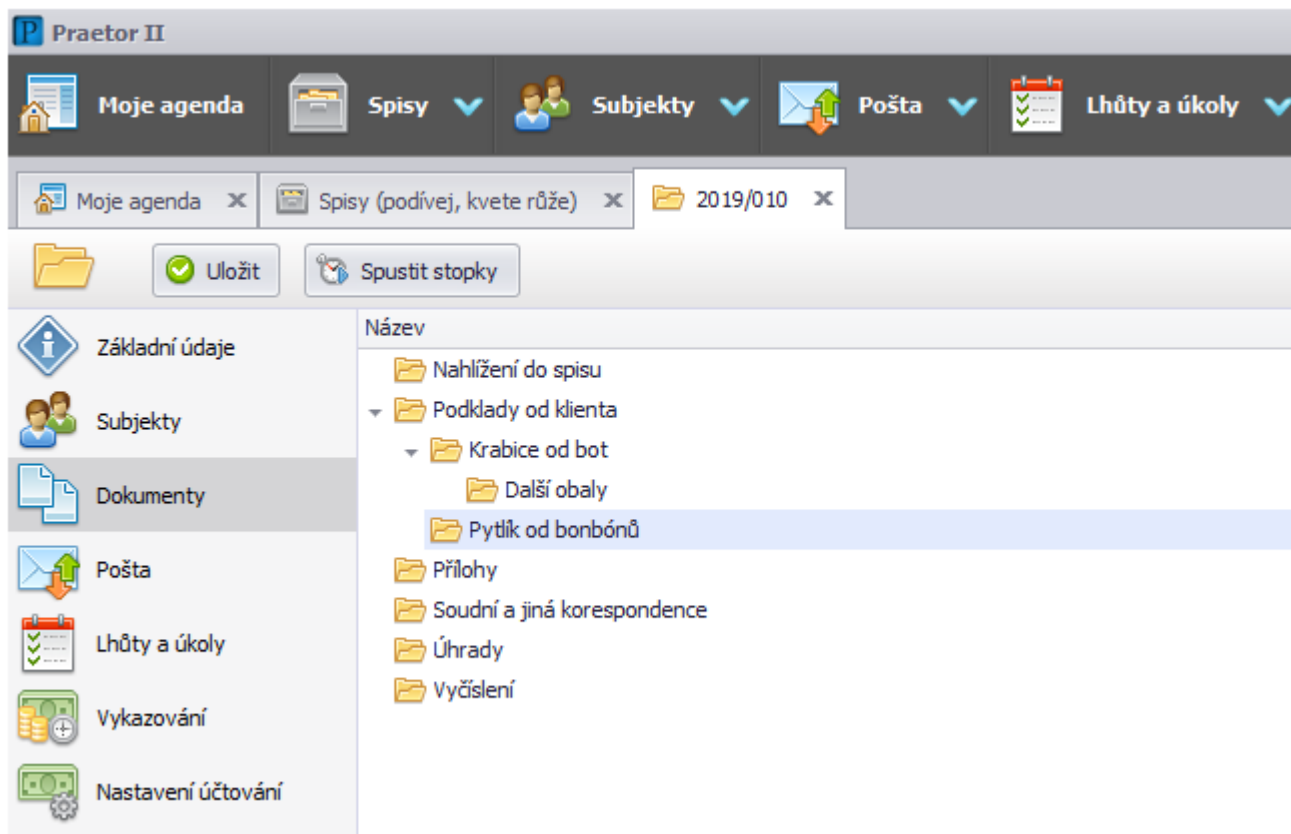 Praetor II
Moje agenda Spisy Subjekty Pošta Lhůty a úkoly
Moje agenda Spisy (podívej, kvete růže) 2019/010
Uložit Spustit stopky
Základní údaje
Subjekty
Dokumenty
Pošta
Lhůty a úkoly
Vykazování
Nastavení účtování
Název
Nahlížení do spisu
Podklady od klienta
Krabice od bot
Další obaly
Pytlík od bonbónů
Přílohy
Soudní a jiná korespondence
Úhrady
Vyčíslení